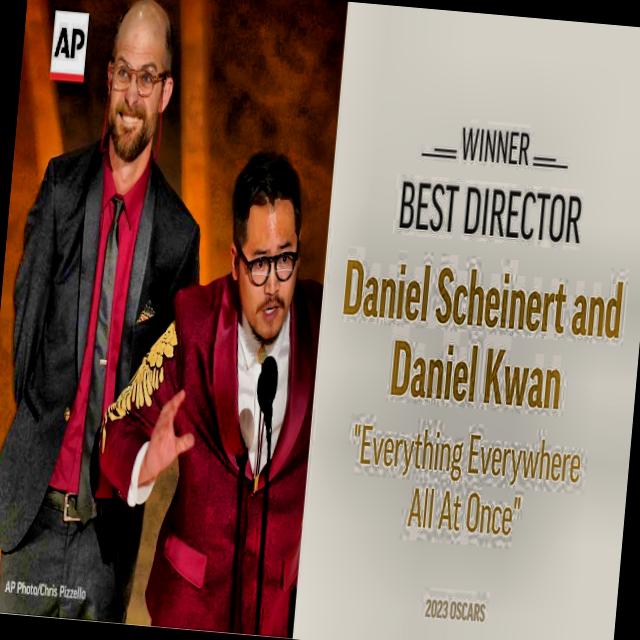 AP
WINNER
BEST DIRECTOR
Daniel Scheinert and
Daniel Kwan
"Everything Everywhere
All At Once"
2023 OSCARS
AP Photo/Chris Pizzello